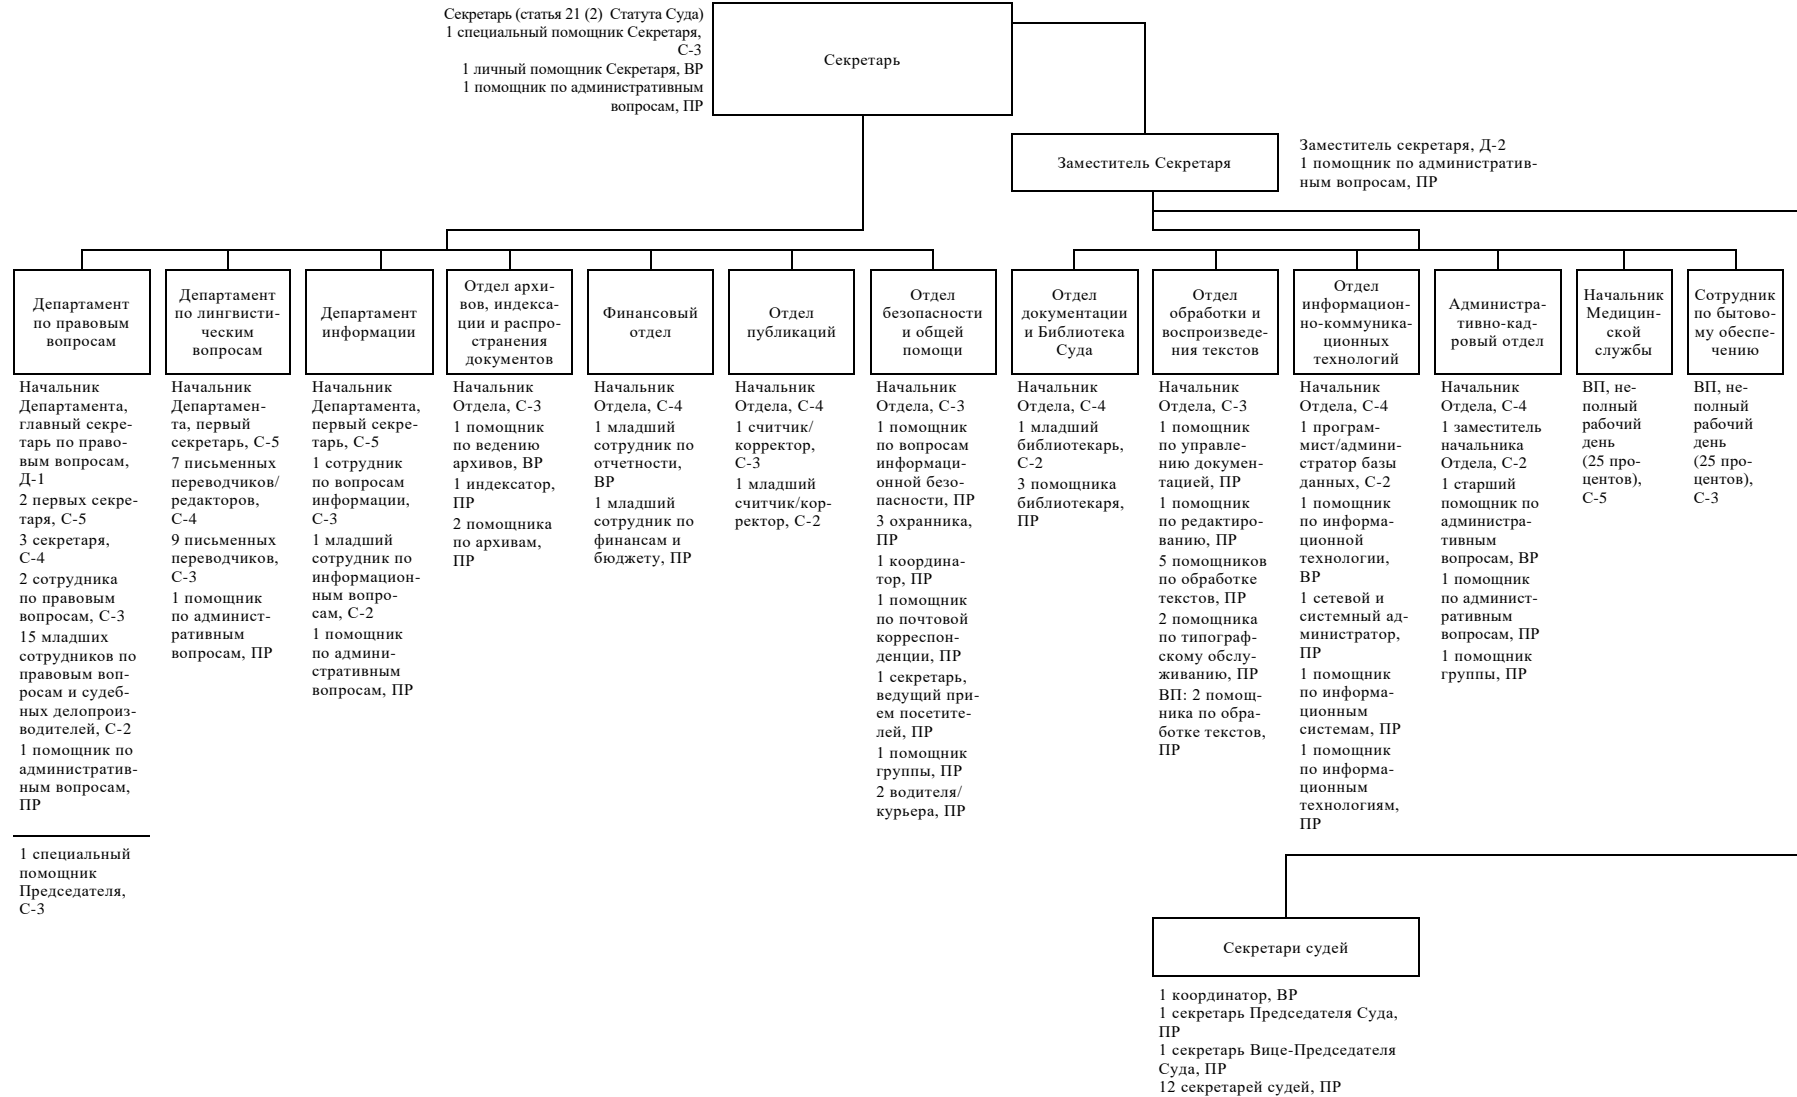 Секретарь (статья 21 (2) Статута Суда)
1 специальный помощник Секретаря,
С-3
1 личный помощник Секретаря, ВР
1 помощник по административным
вопросам, ПР
Секретарь
Заместитель Секретаря
Заместитель секретаря, Д-2
1 помощник по административ-
ным вопросам, ПР
Департамент
по правовым
вопросам
Департамент
по лингвисти-
ческим
вопросам
Департамент
информации
Отдел архи-
вов, индекса-
ции и распро-
странения
документов
Финансовый
отдел
Отдел
публикаций
Отдел
безопасности
и общей
помощи
Отдел
документации
и Библиотека
Суда
Отдел
обработки и
воспроизведе-
ния текстов
Отдел
информацион-
но-коммуника-
ционных
технологий
Администра-
тивно-кад-
ровый отдел
Начальник
Медицин-
ской
службы
Сотрудник
по бытово-
му обеспе-
чению
Начальник
Департамента,
главный секре-
тарь по право-
вым вопросам,
Д-1
2 первых секре-
таря, С-5
3 секретаря,
С-4
2 сотрудника
по правовым
вопросам, С-3
15 младших
сотрудников по
правовым воп-
росам и судеб-
ных делопроиз-
водителей, С-2
1 помощник по
административ-
ным вопросам,
ПР
1 специальный
помощник
Председателя,
С-3
Начальник
Департамен-
та, первый
секретарь, С-5
7 письменных
переводчиков/
редакторов,
С-4
9 письменных
переводчиков,
С-3
1 помощник
по админист-
ративным
вопросам, ПР
Начальник
Департамента,
первый секре-
тарь, С-5
1 сотрудник
по вопросам
информации,
С-3
1 младший
сотрудник по
информацион-
ным вопро-
сам, С-2
1 помощник
по админи-
стративным
вопросам, ПР
Начальник
Отдела, С-3
1 помощник
по ведению
архивов, ВР
1 индексатор,
ПР
2 помощника
по архивам,
ПР
Начальник
Отдела, С-4
1 младший
сотрудник по
отчетности,
ВР
1 младший
сотрудник по
финансам и
бюджету, ПР
Начальник
Отдела, С-4
1 считчик/
корректор,
С-3
1 младший
считчик/кор-
ректор, С-2
Начальник
Отдела, С-3
1 помощник
по вопросам
информаци-
онной безо-
пасности, ПР
3 охранника,
ПР
1 координа-
тор, ПР
1 помощник
по почтовой
корреспон-
денции, ПР
1 секретарь,
ведущий при-
ем посетите-
лей, ПР
1 помощник
группы, ПР
2 водителя/
курьера, ПР
Начальник
Отдела, С-4
1 младший
библиотекарь,
С-2
3 помощника
библиотекаря,
ПР
Начальник
Отдела, С-3
1 помощник
по управле-
нию докумен-
тацией, ПР
1 помощник
по редактиро-
ванию, ПР
5 помощников
по обработке
текстов, ПР
2 помощника
по типограф-
скому обслу-
живанию, ПР
ВП: 2 помощ-
ника по обра-
ботке текстов,
ПР
Начальник
Отдела, С-4
1 програм-
мист/админи-
стратор базы
данных, С-2
1 помощник
по информа-
ционной
технологии,
ВР
1 сетевой и
системный ад-
министратор,
ПР
1 помощник
по информа-
ционным
системам, ПР
1 помощник
по информа-
ционным
технологиям,
ПР
Начальник
Отдела, С-4
1 заместитель
начальника
Отдела, С-2
1 старший
помощник по
администра-
тивным
вопросам, ВР
1 помощник
по админист-
ративным
вопросам, ПР
1 помощник
группы, ПР
ВП, не-
полный
рабочий
день
(25 про-
центов),
С-5
ВП, не-
полный
рабочий
день
(25 про-
центов),
С-3
Секретари судей
1 координатор, ВР
1 секретарь Председателя Суда,
ПР
1 секретарь Вице-Председателя
Суда, ПР
12 секретарей судей, ПР